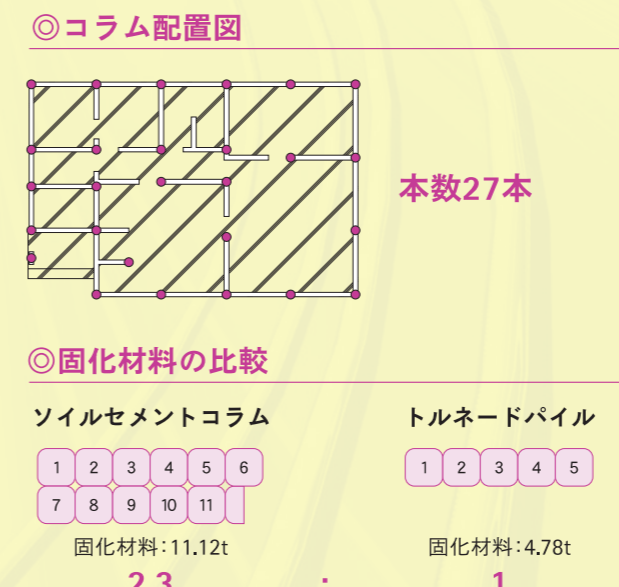 ◎コラム配置図
本数27本
◎固化材料の比較
ソイルセメントコラム
トルネードパイル
1 2 3 4 5 6
7 8 9 10 11
1 2 3 4 5
固化材料:11.12t
固化材料:4.78t
2.3 : 1